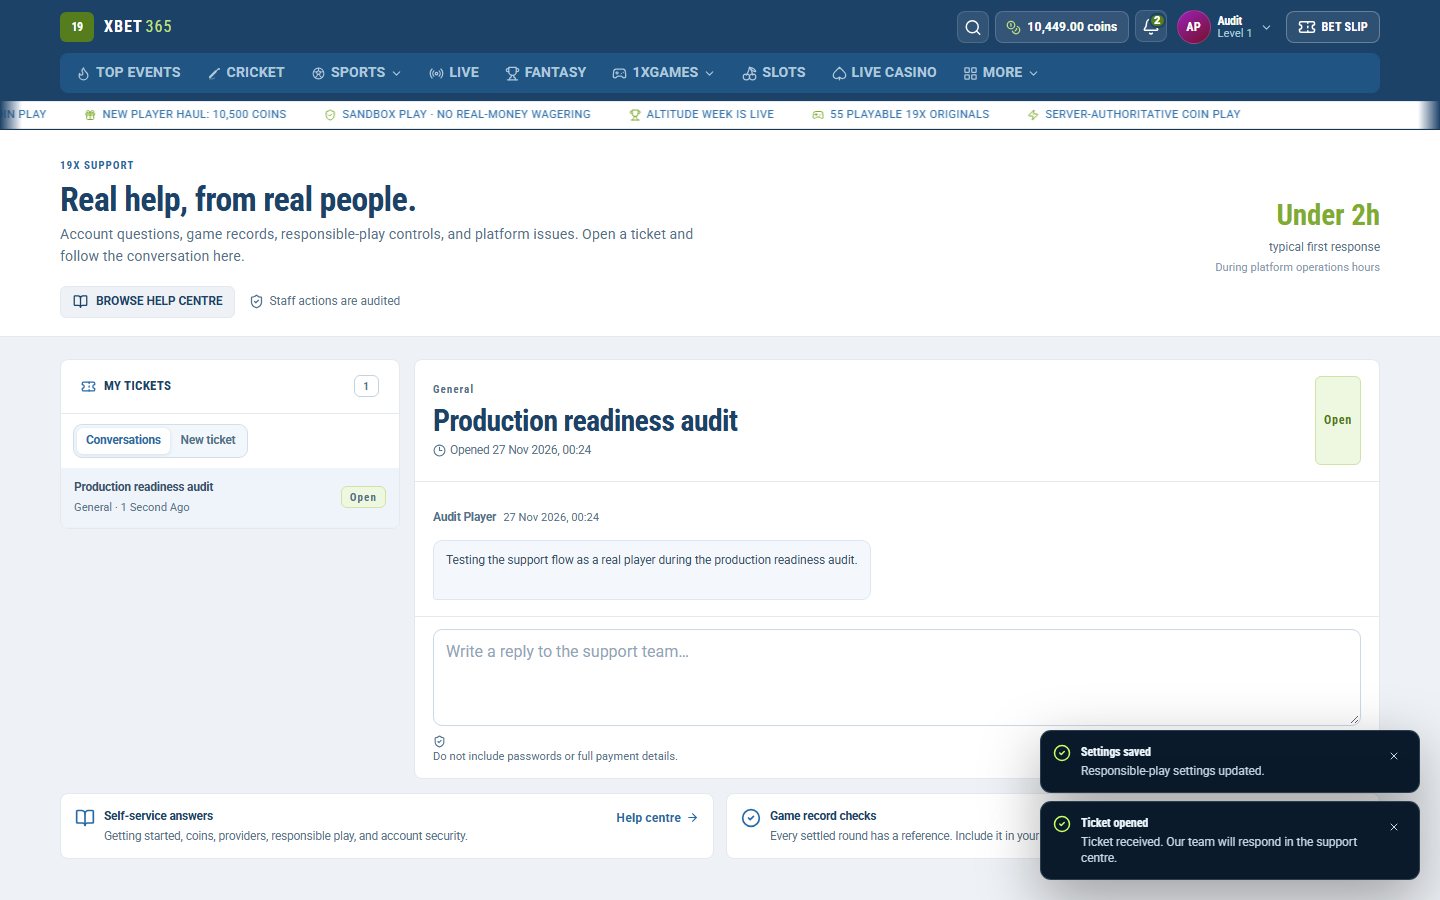 19 XBET 365
10,449.00 coins
2
AP
Audit
Level 1
BET SLIP
TOP EVENTS CRICKET SPORTS LIVE FANTASY 1XGAMES SLOTS LIVE CASINO MORE
IN PLAY NEW PLAYER HAUL: 10,500 COINS SANDBOX PLAY · NO REAL-MONEY WAGERING ALTITUDE WEEK IS LIVE 55 PLAYABLE 19X ORIGINALS SERVER-AUTHORITATIVE COIN PLAY
19X SUPPORT
Real help, from real people.
Account questions, game records, responsible-play controls, and platform issues. Open a ticket and
follow the conversation here.
BROWSE HELP CENTRE Staff actions are audited
Under 2h
typical first response
During platform operations hours
MY TICKETS 1
Conversations New ticket
Production readiness audit
General · 1 Second Ago
Open
General
Production readiness audit
Opened 27 Nov 2026, 00:24
Open
Audit Player 27 Nov 2026, 00:24
Testing the support flow as a real player during the production readiness audit.
Write a reply to the support team...
Do not include passwords or full payment details.
Self-service answers
Getting started, coins, providers, responsible play, and account security.
Help centre
Game record checks
Every settled round has a reference. Include it in your
Settings saved
Responsible-play settings updated.
Ticket opened
Ticket received. Our team will respond in the support
centre.